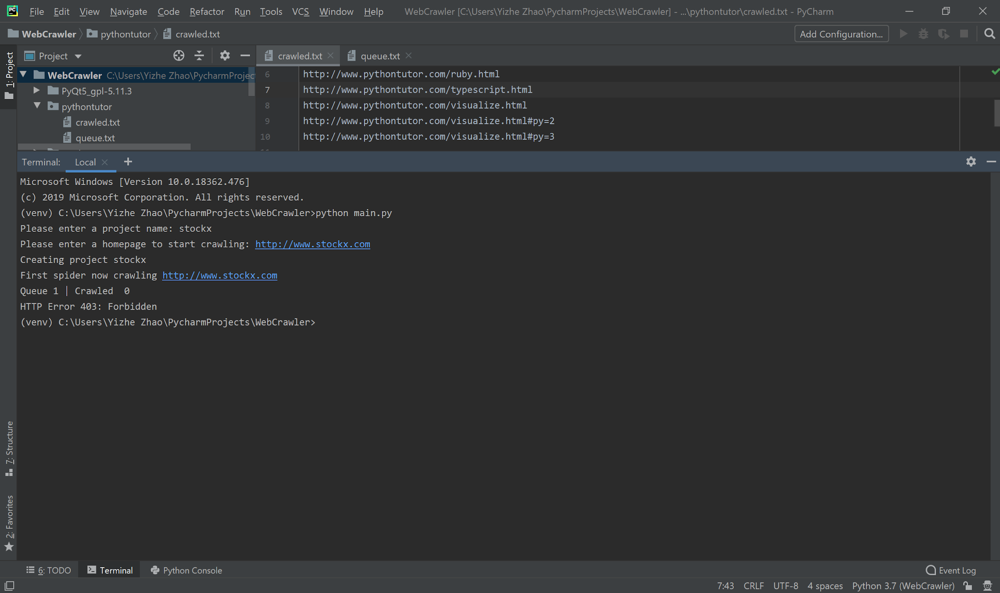 PC File Edit View Navigate Code Refactor Run Tools VCS Window Help WebCrawler [C:\Users\Yizhe Zhao\PycharmProjects\WebCrawler] - ...\pythontutor\crawled.txt - PyCharm
WebCrawler pythontutor crawled.txt Add Configuration...
1: Project
Project crawled.txt queue.txt
WebCrawler C:\Users\Yizhe Zhao\PycharmProjec
PyQt5_gpl-5.11.3
pythontutor
crawled.txt
queue.txt
6 http://www.pythontutor.com/ruby.html
7 http://www.pythontutor.com/typescript.html
8 http://www.pythontutor.com/visualize.html
9 http://www.pythontutor.com/visualize.html#py=2
10 http://www.pythontutor.com/visualize.html#py=3
Terminal: Local +
Microsoft Windows [Version 10.0.18362.476]
(c) 2019 Microsoft Corporation. All rights reserved.
(venv) C:\Users\Yizhe Zhao\PycharmProjects\WebCrawler>python main.py
Please enter a project name: stockx
Please enter a homepage to start crawling: http://www.stockx.com
Creating project stockx
First spider now crawling http://www.stockx.com
Queue 1 | Crawled  0
HTTP Error 403: Forbidden
(venv) C:\Users\Yizhe Zhao\PycharmProjects\WebCrawler>
7: Structure
2: Favorites
6: TODO Terminal Python Console Event Log
7:43 CRLF UTF-8 4 spaces Python 3.7 (WebCrawler)